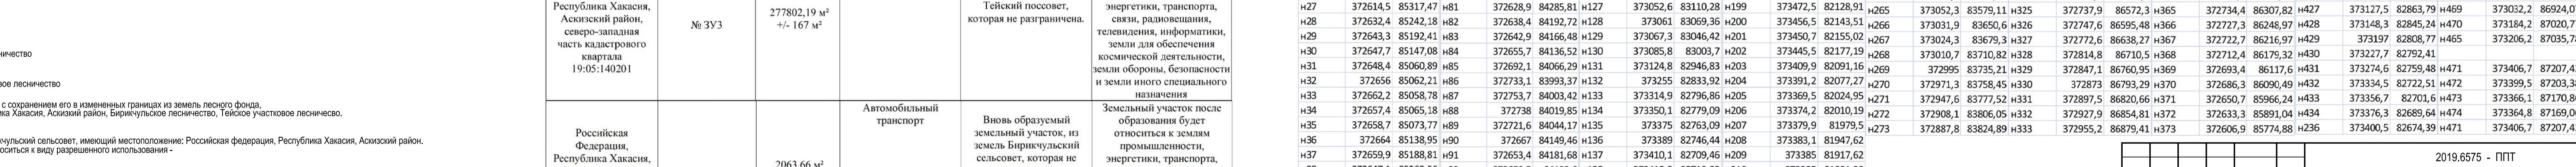 ничество
вое лесничество
с сохранением его в измененных границах из земель лесного фонда,
ика Хакасия, Аскизский район, Бирикчульское лесничество, Тейское участковое лесничесво.
кчульский сельсовет, имеющий местоположение: Российская федерация, Республика Хакасия, Аскизский район.
оситься к виду разрешенного использования -
Республика Хакасия,
Аскизский район,
северо-западная
часть кадастрового
квартала
19:05:140201
№ ЗУ3
277802,19 м²
+/- 167 м²
Тейский поссовет,
которая не разграничена.
энергетики, транспорта,
связи, радиовещания,
телевидения, информатики,
земли для обеспечения
космической деятельности,
земли обороны, безопасности
и земли иного специального
назначения
Российская
Федерация,
Республика Хакасия,
2063,66 м²
Автомобильный
транспорт
Вновь образуемый
земельный участок, из
земель Бирикчульский
сельсовет, которая не
Земельный участок после
образования будет
относиться к землям
промышленности,
энергетики, транспорта,
н27 372614,5 85317,47 н81 372628,9 84285,81 н127 373052,6 83110,28 н199 373472,5 82128,91
н28 372632,4 85242,18 н82 372638,4 84192,72 н128 373061 83069,36 н200 373456,5 82143,51
н29 372643,3 85192,41 н83 372642,9 84166,48 н129 373067,3 83046,42 н201 373450,7 82155,02
н30 372647,7 85147,08 н84 372655,7 84136,52 н130 373085,8 83003,7 н202 373445,5 82177,19
н31 372648,4 85060,89 н85 372692,1 84066,29 н131 373124,8 82946,83 н203 373409,9 82091,16
н32 372656 85062,21 н86 372733,1 83993,37 н132 373255 82833,92 н204 373391,2 82077,27
н33 372662,2 85058,78 н87 372753,7 84003,42 н133 373314,9 82796,86 н205 373369,5 82024,95
н34 372657,4 85065,18 н88 372738 84019,85 н134 373350,1 82779,09 н206 373374,2 82010,19
н35 372658,7 85073,77 н89 372721,6 84044,17 н135 373375 82763,09 н207 373379,9 81979,5
н36 372664 85138,95 н90 372667 84149,46 н136 373389 82746,44 н208 373383,1 81947,62
н37 372659,9 85188,81 н91 372653,4 84181,68 н137 373410,1 82709,46 н209 373385 81917,62
н265 373052,3 83579,11 н325 372737,9 86572,3 н365 372734,4 86307,82 н427 373127,5 82863,79 н469 373032,2 86924,0
н266 373031,9 83650,6 н326 372747,6 86595,48 н366 372727,3 86248,97 н428 373148,3 82845,24 н470 373184,2 87020,7
н267 373024,3 83679,3 н327 372772,6 86638,27 н367 372722,7 86216,97 н429 373197 82808,77 н465 373206,2 87035,7
н268 373010,7 83710,82 н328 372814,8 86710,5 н368 372712,4 86179,32 н430 373227,7 82792,41
н269 372995 83735,21 н329 372847,1 86760,95 н369 372693,4 86117,6 н431 373274,6 82759,48 н471 373406,7 87207,4
н270 372971,3 83758,45 н330 372873 86793,29 н370 372686,3 86090,49 н432 373334,5 82722,51 н472 373399,5 87203,3
н271 372947,6 83777,52 н331 372897,5 86820,66 н371 372650,7 85966,24 н433 373356,7 82701,6 н473 373366,1 87170,8
н272 372908,1 83806,05 н332 372927,9 86854,81 н372 372633,3 85891,04 н434 373376,3 82689,64 н474 373364,8 87169,0
н273 372887,8 83824,89 н333 372955,2 86879,41 н373 372606,9 85774,88 н236 373400,5 82674,39 н471 373406,7 87207,4
2019.6575 - ППТ